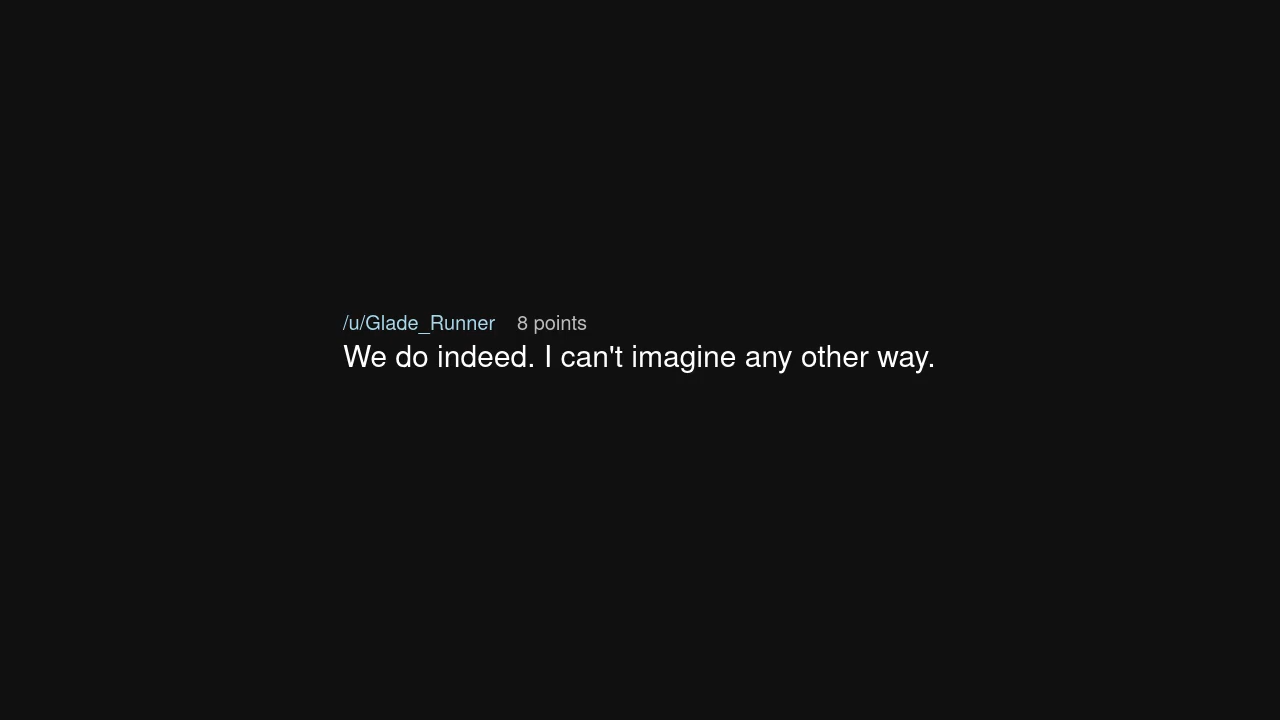 /u/Glade_Runner 8 points
We do indeed. I can't imagine any other way.